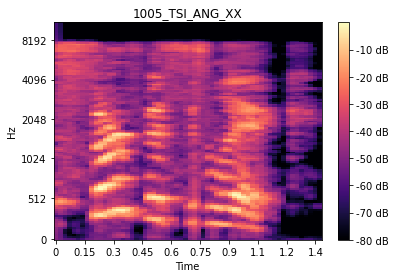 1005_TSI_ANG_XX
8192
4096
2048
1024
512
0
Hz
0 0.15 0.3 0.45 0.6 0.75 0.9 1.1 1.2 1.4
Time
-10 dB
-20 dB
-30 dB
-40 dB
-50 dB
-60 dB
-70 dB
-80 dB